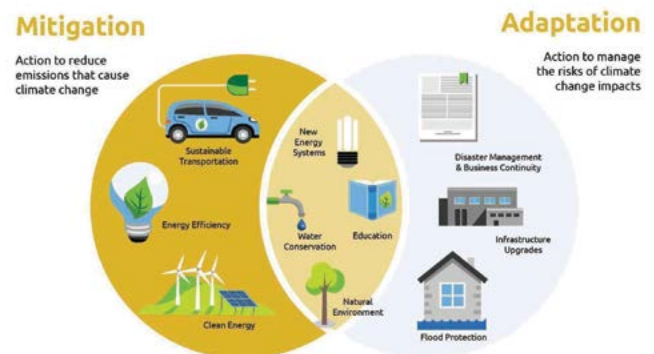 Mitigation
Action to reduce
emissions that cause
climate change
Adaptation
Action to manage
the risks of climate
change impacts
Sustainable
Transportation
New
Energy
Systems
Disaster Management
& Business Continuity
Energy Efficiency
Water
Conservation
Education
Infrastructure
Upgrades
Clean Energy
Natural
Environment
Flood Protection